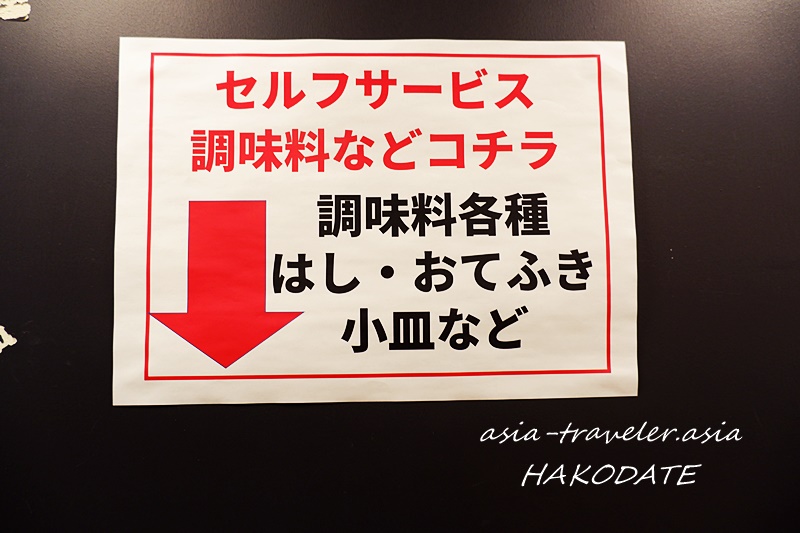 セルフサービス
調味料などコチラ
調味料各種
はし・おてふき
小皿など
asia-traveler.asia
HAKODATE